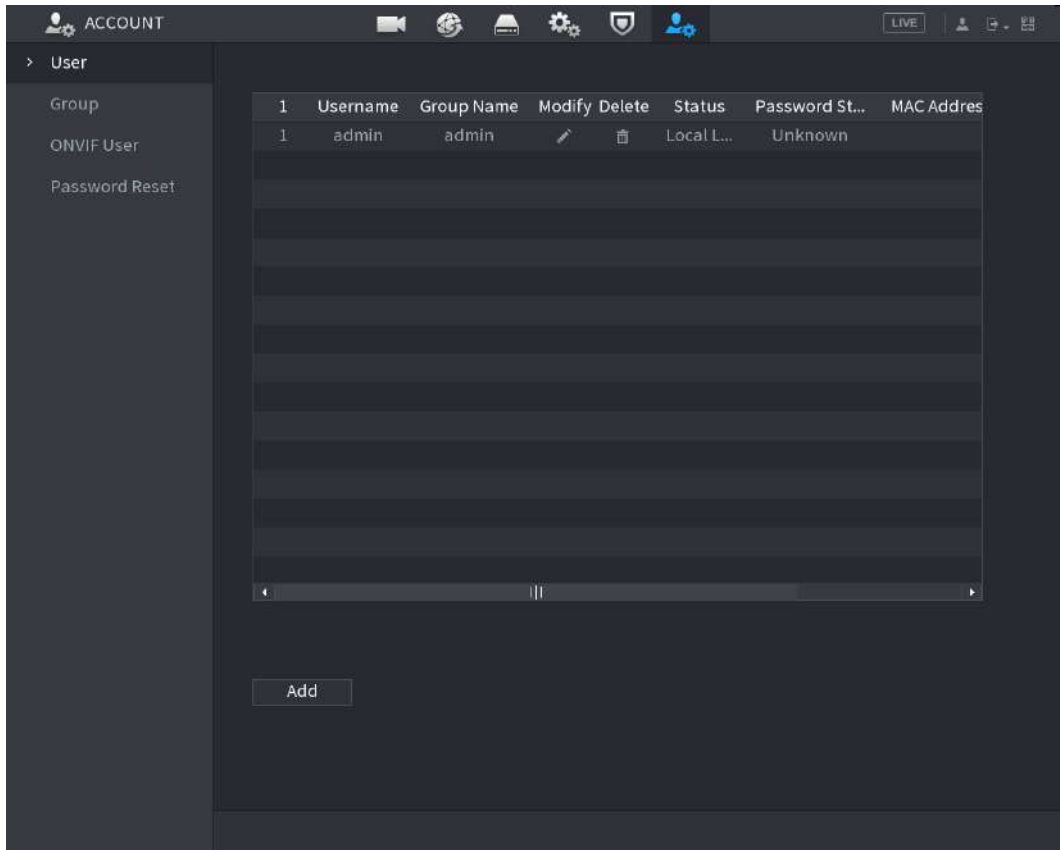 ACCOUNT LIVE
User
Group
ONVIF User
Password Reset
1 Username Group Name Modify Delete Status Password St... MAC Addres
1 admin admin Local L... Unknown
Add